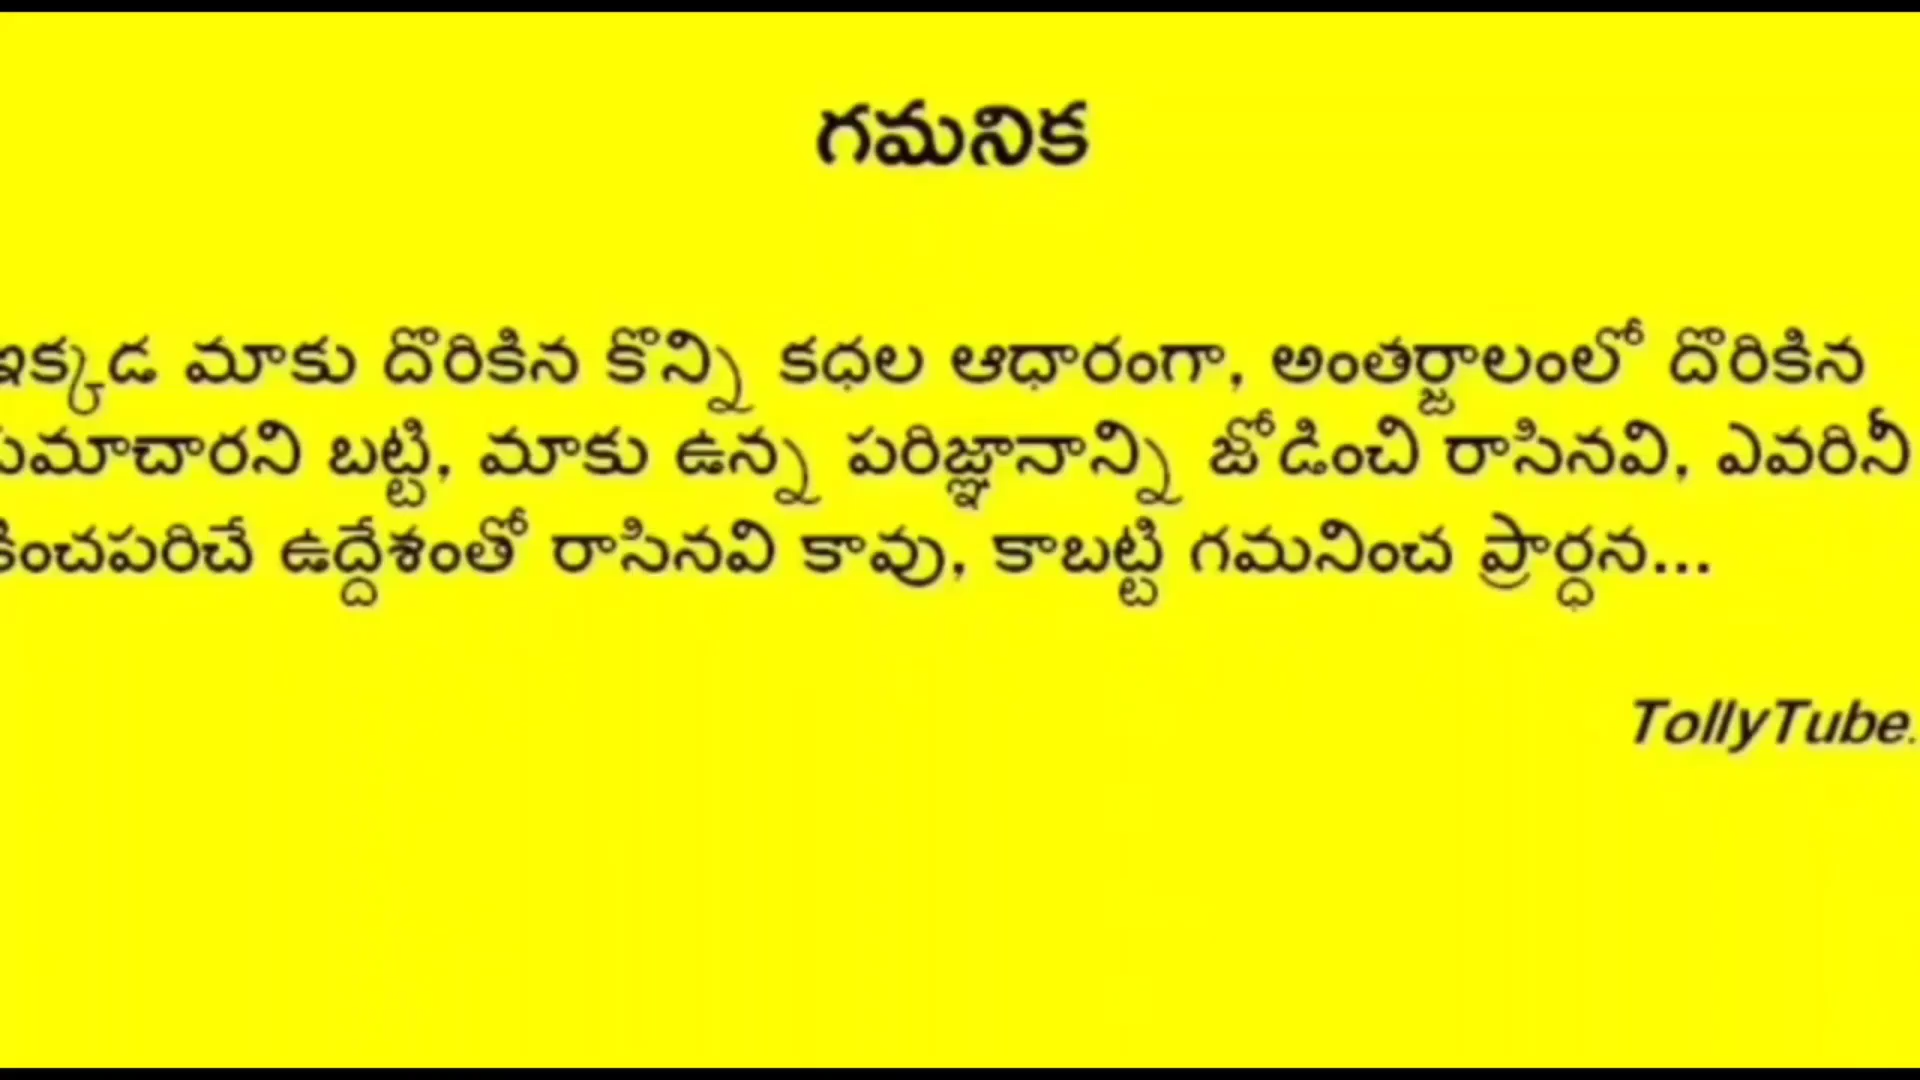 గమనిక
ఇక్కడ మాకు దొరికిన కొన్ని కధల ఆధారంగా, అంతర్జాలంలో దొరికిన
సమాచారని బట్టి, మాకు ఉన్న పరిజ్ఞానాన్ని జోడించి రాసినవి, ఎవరినీ
కించపరిచే ఉద్దేశంతో రాసినవి కావు, కాబట్టి గమనించ ప్రార్ధన...
TollyTube.